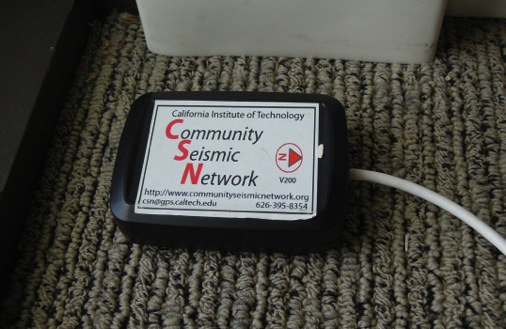 California Institute of Technology
Community
Seismic
Network
N
V200
http://www.communityseismicnetwork.org
csn@gps.caltech.edu 626-395-8354